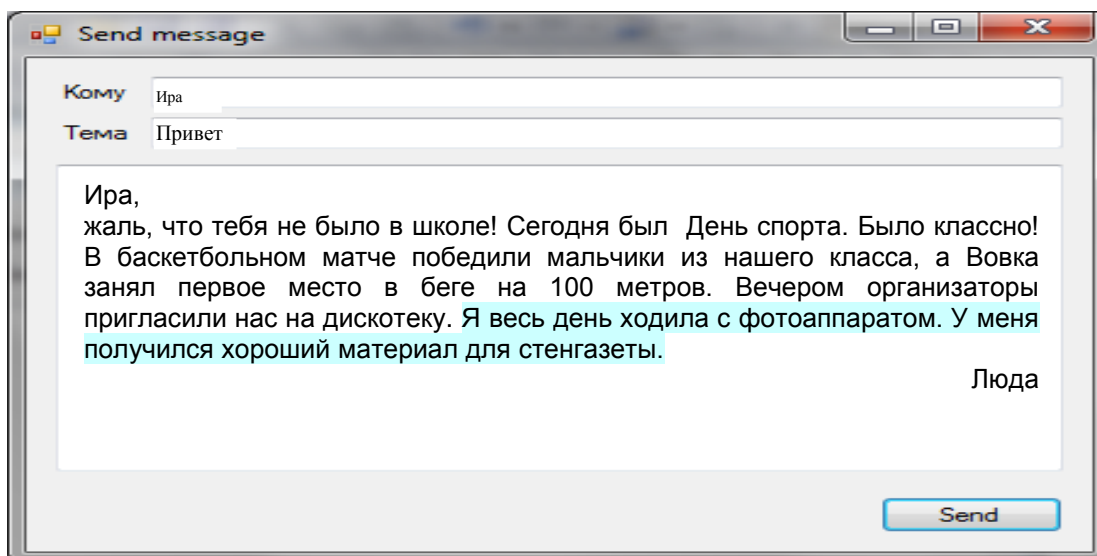 Send message
Кому Ира
Тема Привет
Ира,
жаль, что тебя не было в школе! Сегодня был  День спорта. Было классно!
В баскетбольном матче победили мальчики из нашего класса, а Вовка
занял первое место в беге на 100 метров. Вечером организаторы
пригласили нас на дискотеку. Я весь день ходила с фотоаппаратом. У меня
получился хороший материал для стенгазеты.
Люда
Send